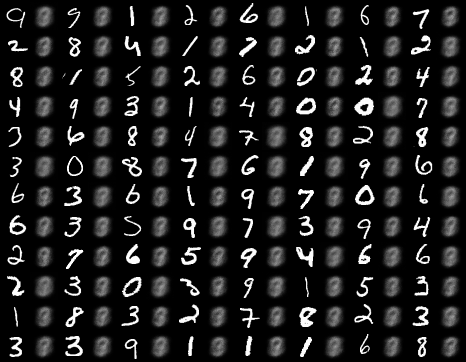 9 9 1 2 6 1 6 7
2 8 4 1 7 2 1 2
8 1 5 2 6 0 2 4
4 9 3 1 4 0 0 7
3 6 8 4 7 8 2 8
3 0 8 7 6 1 9 6
6 3 6 1 9 7 0 6
6 3 5 9 7 3 9 4
2 7 6 5 9 4 6 6
2 3 0 3 9 1 5 3
1 8 3 2 7 8 2 3
3 3 9 1 1 1 6 8